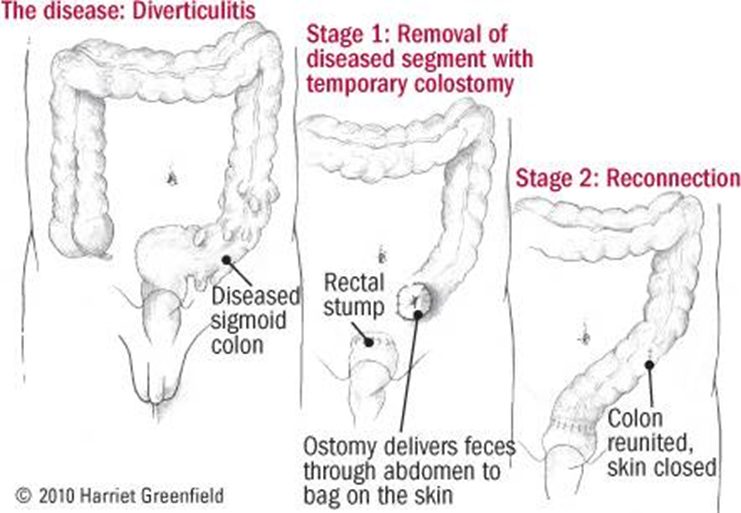 The disease: Diverticulitis
Diseased
sigmoid
colon
Stage 1: Removal of
diseased segment with
temporary colostomy
Rectal
stump
Ostomy delivers feces
through abdomen to
bag on the skin
Stage 2: Reconnection
Colon
reunited,
skin closed
© 2010 Harriet Greenfield